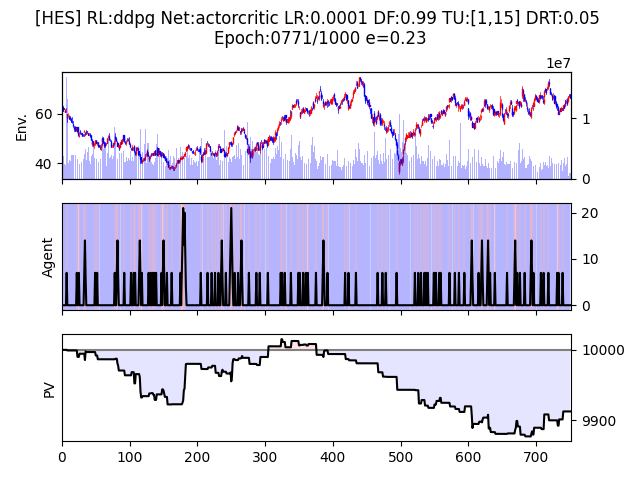 [HES] RL:ddpg Net:actorcritic LR:0.0001 DF:0.99 TU:[1,15] DRT:0.05
Epoch:0771/1000 e=0.23
1e7
Env.
60
40
1
0
Agent
20
10
0
PV
10000
9900
0 100 200 300 400 500 600 700